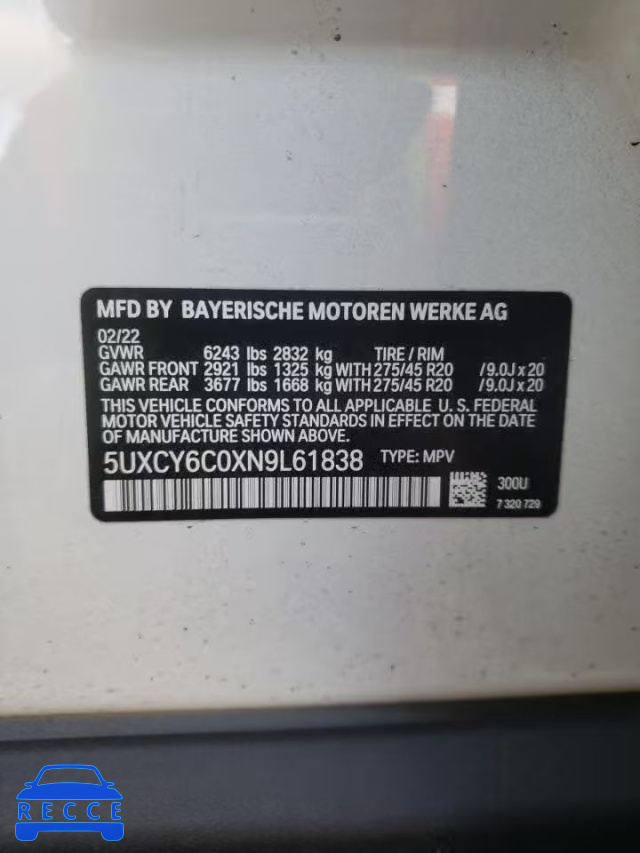 MFD BY BAYERISCHE MOTOREN WERKE AG
02/22
GVWR 6243 lbs 2832 kg TIRE / RIM
GAWR FRONT 2921 lbs 1325 kg WITH 275/45 R20 /9.0J x 20
GAWR REAR 3677 lbs 1668 kg WITH 275/45 R20 /9.0J x 20
THIS VEHICLE CONFORMS TO ALL APPLICABLE U. S. FEDERAL
MOTOR VEHICLE SAFETY STANDARDS IN EFFECT ON THE
DATE OF MANUFACTURE SHOWN ABOVE.
5UXCY6C0XN9L61838 TYPE: MPV
300U
7 320 729
RECCE